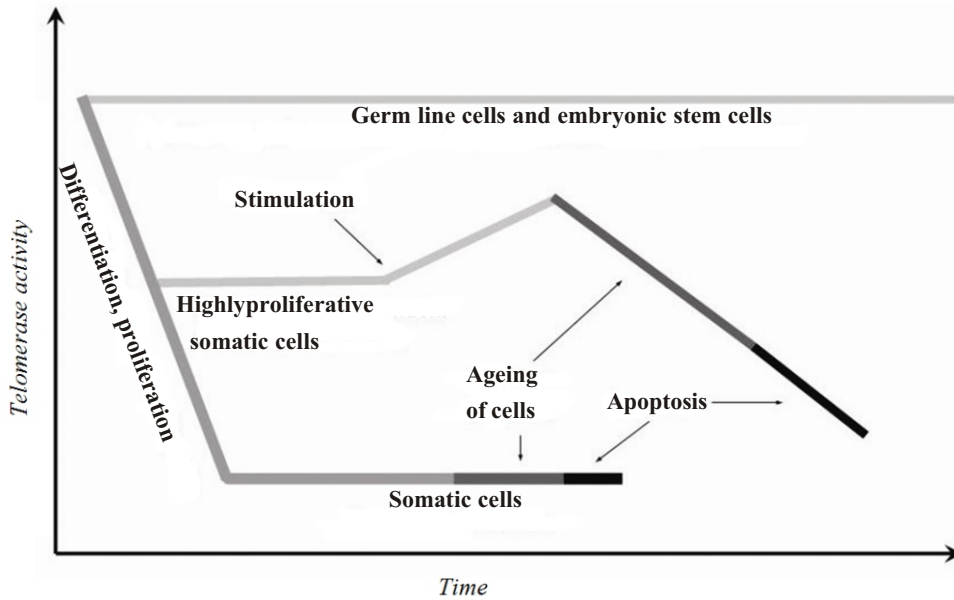 Germ line cells and embryonic stem cells
Differentiation, proliferation
Stimulation
Telomerase activity
Highlyproliferative
somatic cells
Ageing
of cells
Apoptosis
Somatic cells
Time